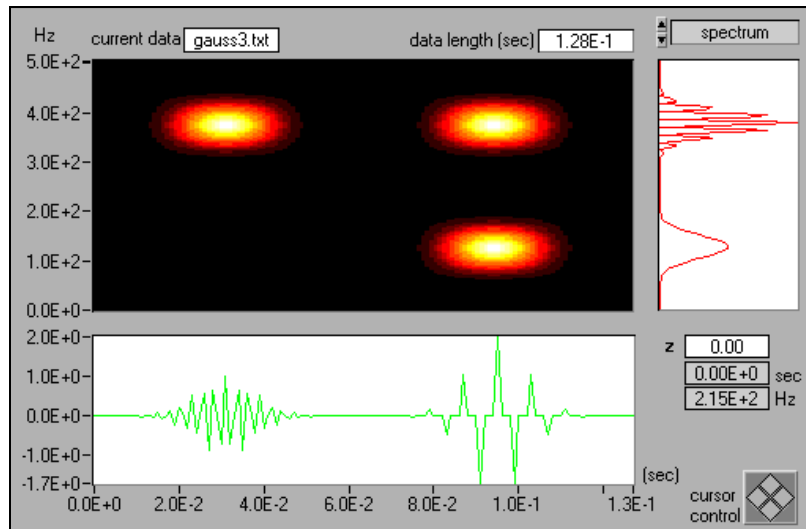 Hz
current data gauss3.txt
data length (sec) 1.28E-1
spectrum
5.0E+2
4.0E+2
3.0E+2
2.0E+2
1.0E+2
0.0E+0
2.0E+0
1.0E+0
0.0E+0
-1.0E+0
-1.7E+0
0.0E+0 2.0E-2 4.0E-2 6.0E-2 8.0E-2 1.0E-1 1.3E-1
(sec)
z 0.00
0.00E+0 sec
2.15E+2 Hz
cursor
control